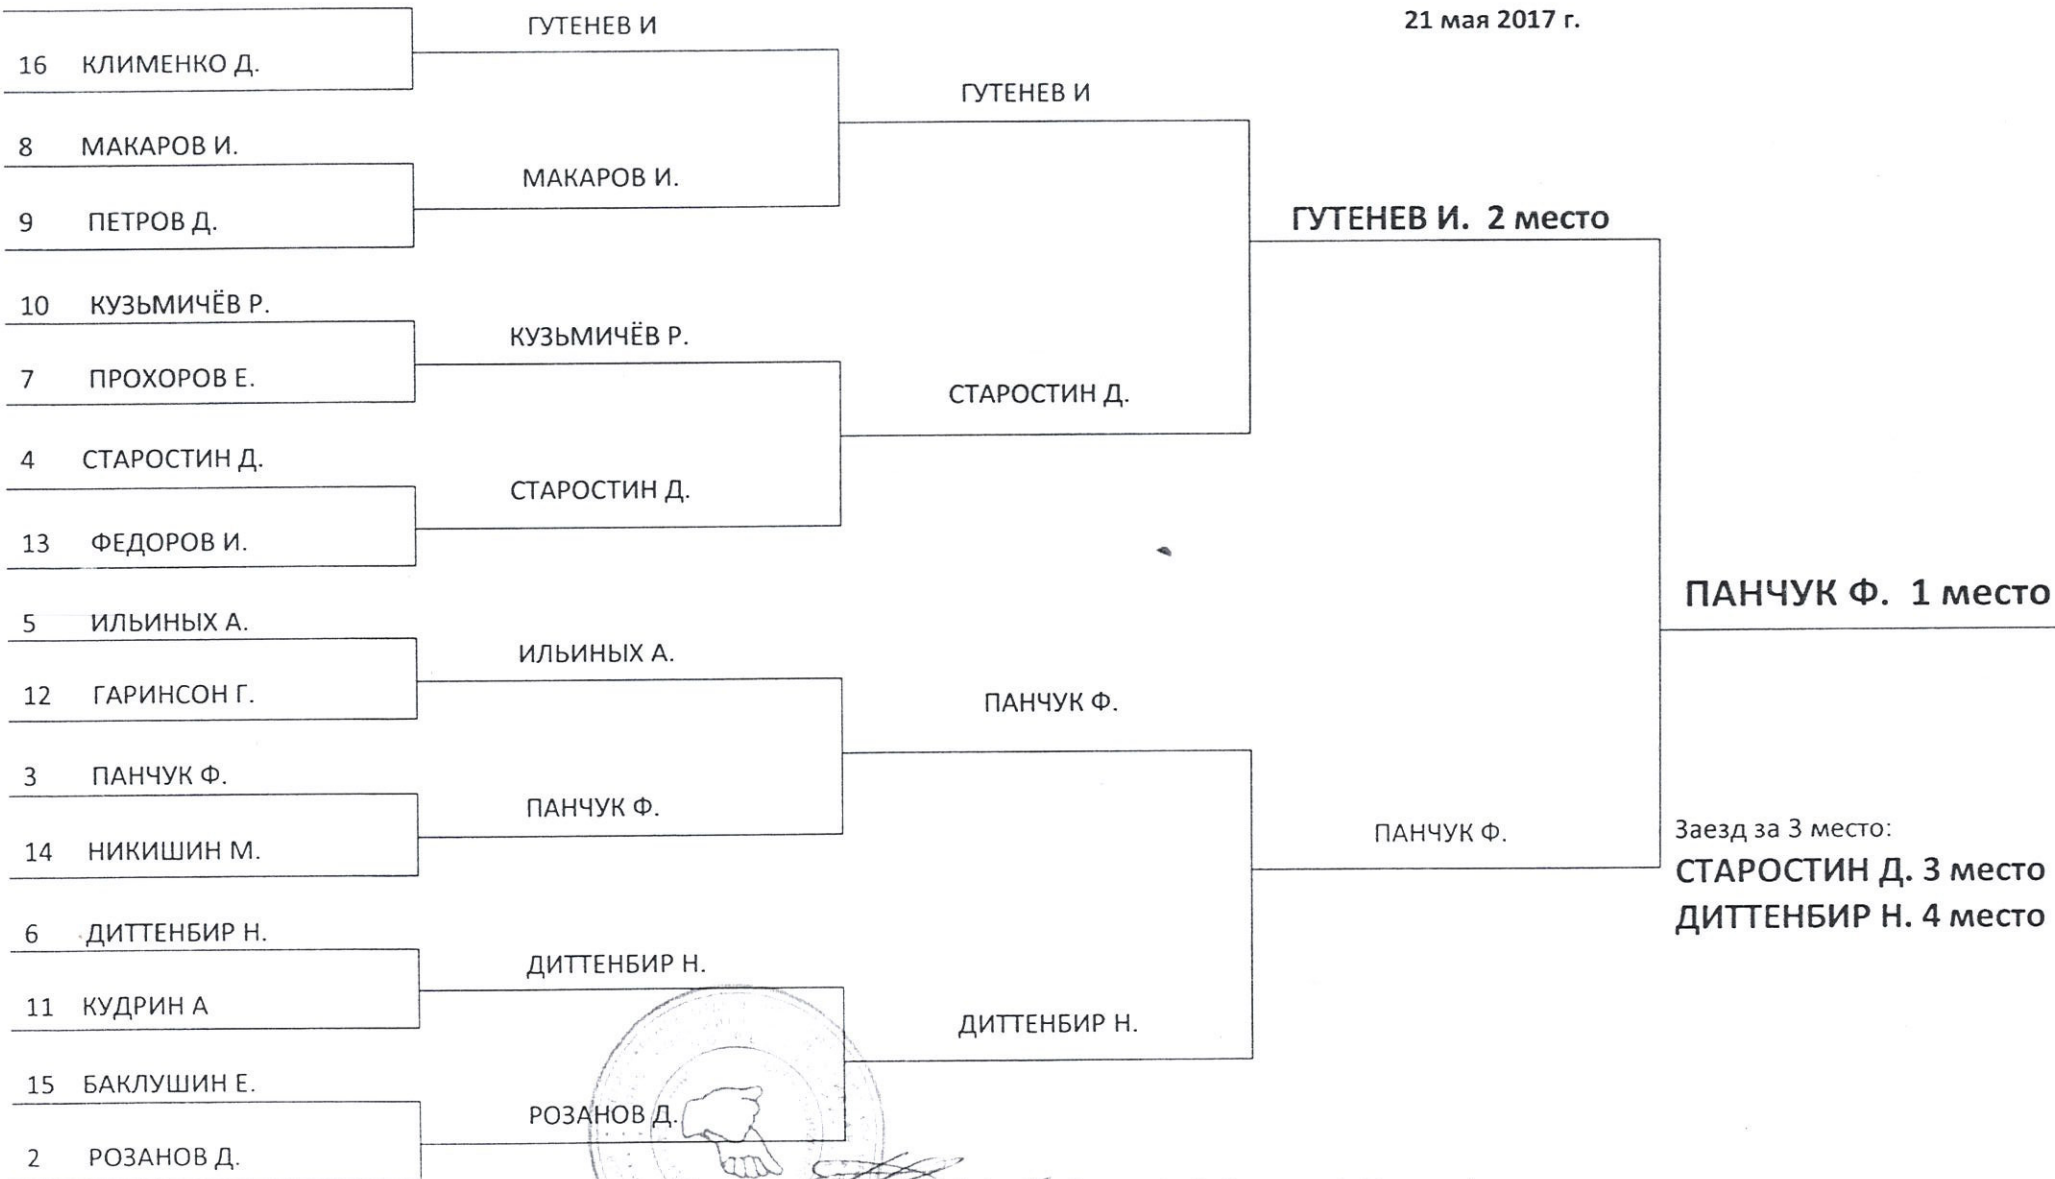 21 мая 2017 г.
ГУТЕНЕВ И
16 КЛИМЕНКО Д.
ГУТЕНЕВ И
8 МАКАРОВ И.
МАКАРОВ И.
9 ПЕТРОВ Д.
ГУТЕНЕВ И. 2 место
10 КУЗЬМИЧЁВ Р.
КУЗЬМИЧЁВ Р.
7 ПРОХОРОВ Е.
СТАРОСТИН Д.
4 СТАРОСТИН Д.
СТАРОСТИН Д.
13 ФЕДОРОВ И.
ПАНЧУК Ф. 1 место
5 ИЛЬИНЫХ А.
ИЛЬИНЫХ А.
12 ГАРИНСОН Г.
ПАНЧУК Ф.
3 ПАНЧУК Ф.
ПАНЧУК Ф.
14 НИКИШИН М.
ПАНЧУК Ф.
Заезд за 3 место:
СТАРОСТИН Д. 3 место
ДИТТЕНБИР Н. 4 место
6 ДИТТЕНБИР Н.
ДИТТЕНБИР Н.
11 КУДРИН А
ДИТТЕНБИР Н.
15 БАКЛУШИН Е.
РОЗАНОВ Д.
2 РОЗАНОВ Д.